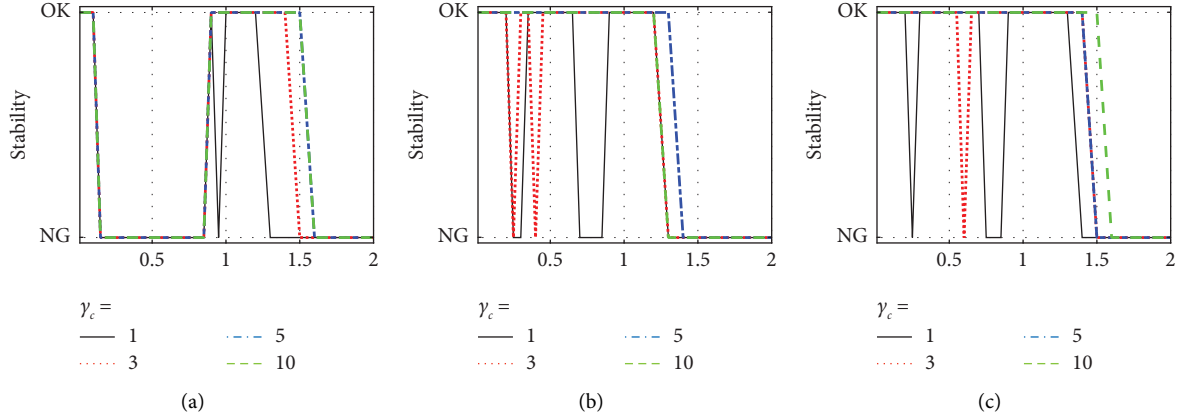 OK
Stability
NG
0.5 1 1.5 2
γc =
1 5
3 10
(a)
OK
Stability
NG
0.5 1 1.5 2
γc =
1 5
3 10
(b)
OK
Stability
NG
0.5 1 1.5 2
γc =
1 5
3 10
(c)